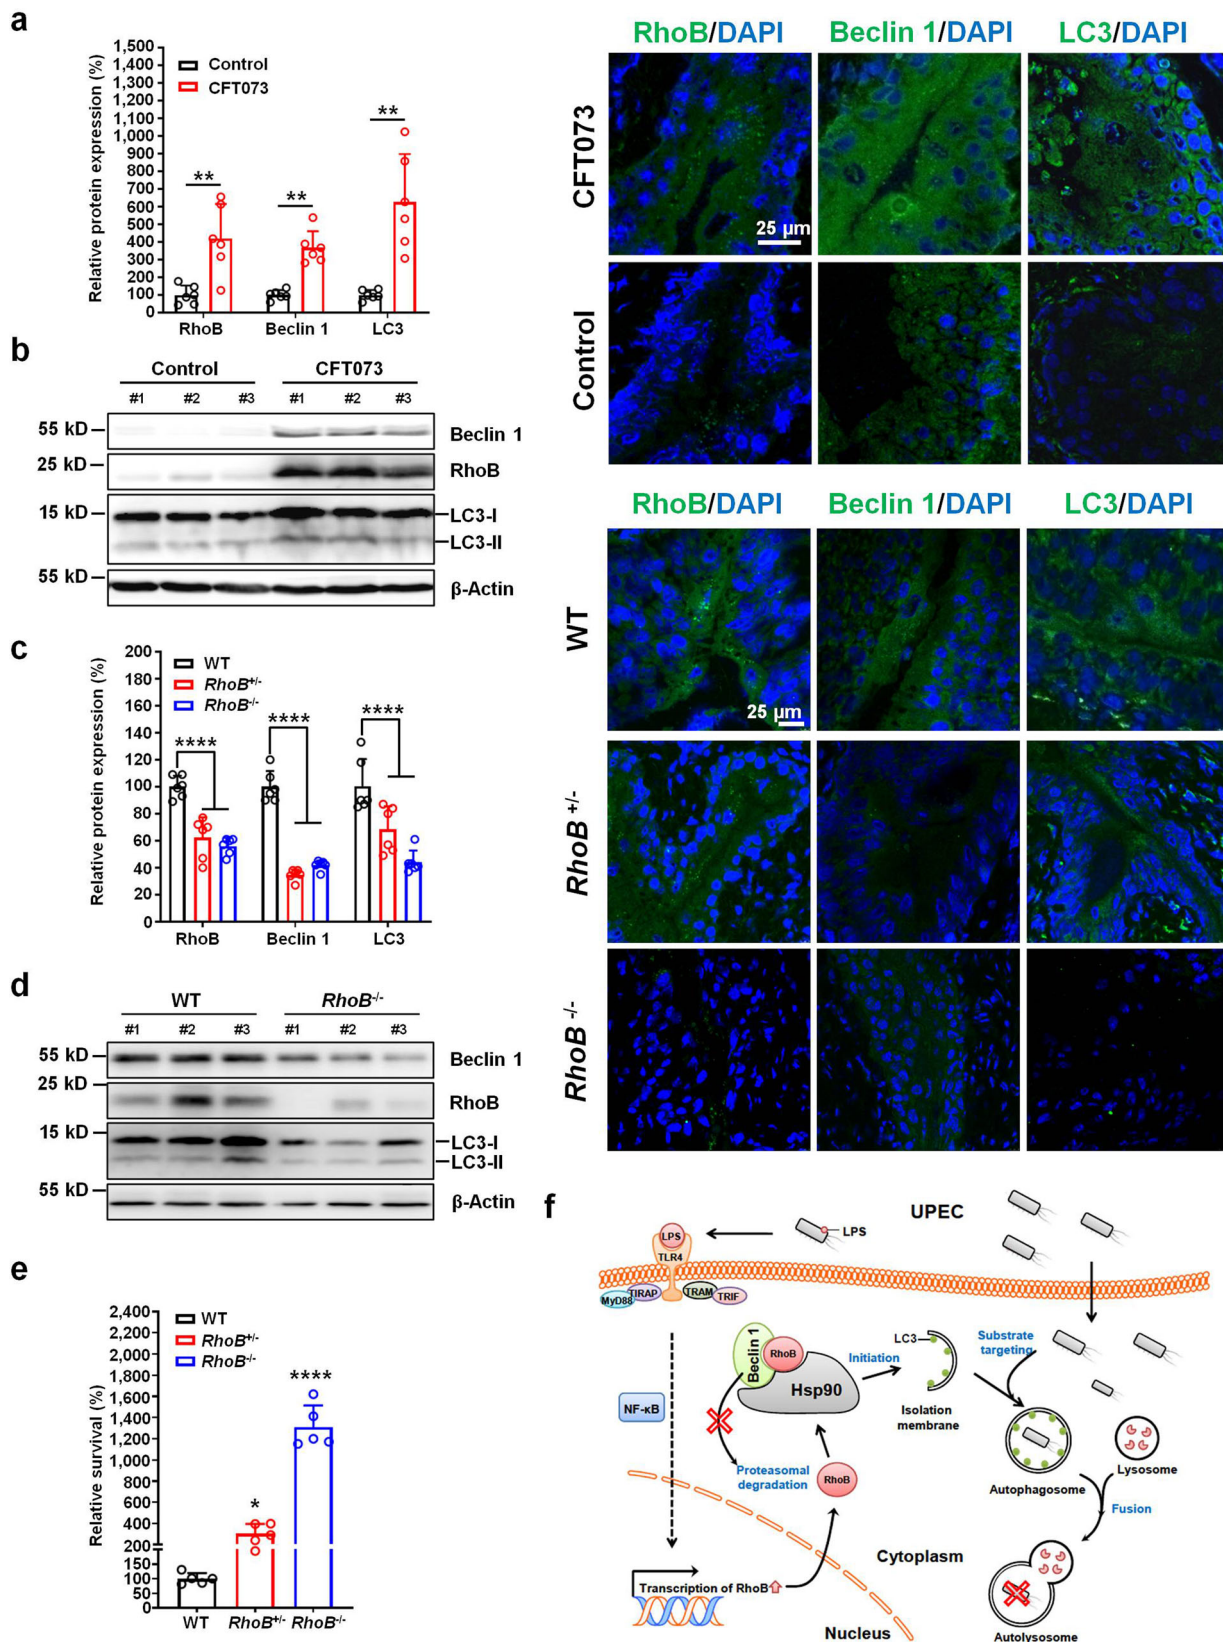 a
1,500
1,400
1,300
1,200
1,100
1,000
900
800
700
600
500
400
300
200
100
0
Relative protein expression (%)
Control
CFT073
**
**
**
RhoB Beclin 1 LC3
RhoB/DAPI Beclin 1/DAPI LC3/DAPI
CFT073
25 µm
Control
b
Control CFT073
#1 #2 #3 #1 #2 #3
55 kD Beclin 1
25 kD RhoB
15 kD LC3-I
LC3-II
55 kD β-Actin
RhoB/DAPI Beclin 1/DAPI LC3/DAPI
WT
25 µm
RhoB+/-
RhoB-/-
c
200
180
160
140
120
100
80
60
40
20
0
Relative protein expression (%)
WT
RhoB+/-
RhoB-/-
****
****
****
RhoB Beclin 1 LC3
d
WT RhoB-/-
#1 #2 #3 #1 #2 #3
55 kD Beclin 1
25 kD RhoB
15 kD LC3-I
LC3-II
55 kD β-Actin
e
2,400
2,200
2,000
1,800
1,600
1,400
1,200
1,000
800
600
400
200
150
100
50
0
Relative survival (%)
WT
RhoB+/-
RhoB-/-
*
****
WT RhoB+/- RhoB-/-
f
UPEC
LPS
LPS
TLR4
MyD88
TIRAP
TRAM
TRIF
Beclin 1
RhoB
Hsp90
Initiation
LC3
Isolation
membrane
Substrate
targeting
NF-κB
Proteasomal
degradation
RhoB
Autophagosome
Lysosome
Fusion
Cytoplasm
Transcription of RhoB
Nucleus
Autolysosome